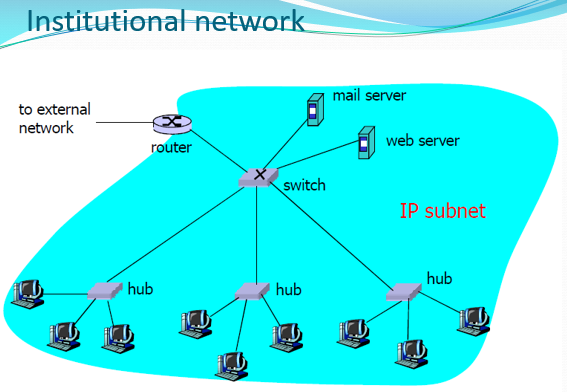 Institutional network
mail server
to external
network
web server
router
switch
IP subnet
hub
hub
hub